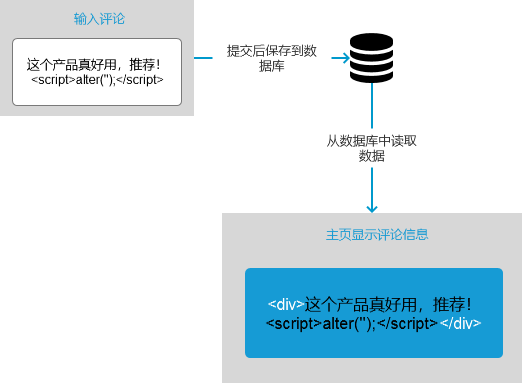 输入评论
这个产品真好用，推荐！
<script>alter('');</script>
提交后保存到数
据库
从数据库中读取
数据
主页显示评论信息
<div>这个产品真好用，推荐！
<script>alter('');</script></div>